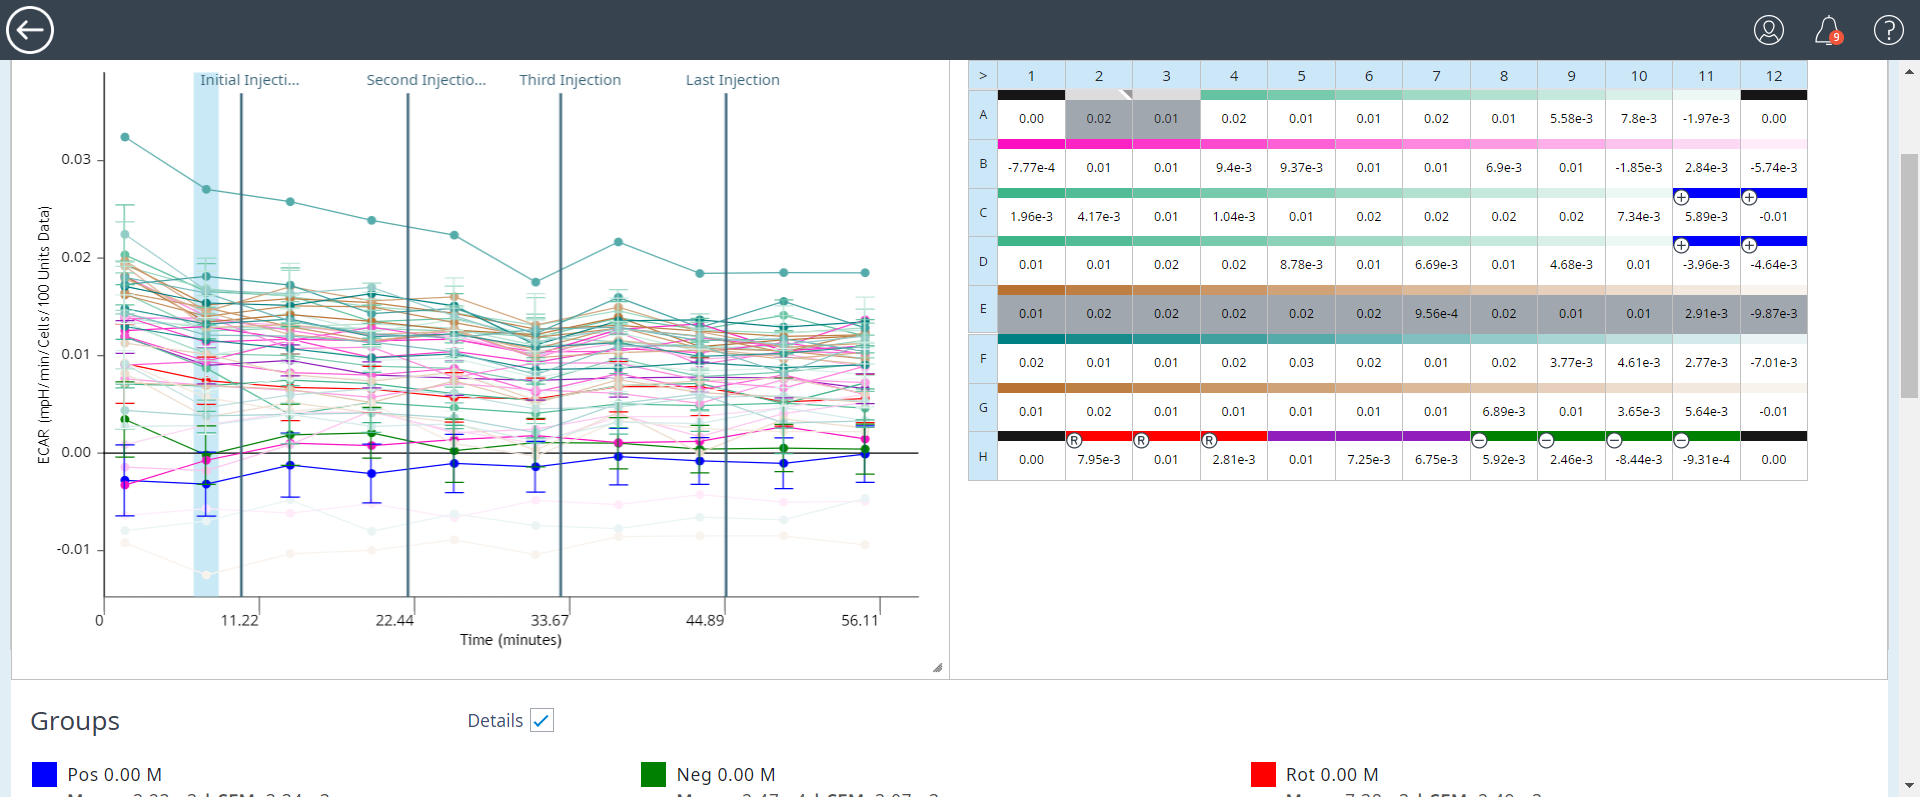 9
Initial Injecti... Second Injectio... Third Injection Last Injection
ECAR (mpH/min/Cells/100 Units Data)
0.03
0.02
0.01
0.00
-0.01
0 11.22 22.44 33.67 44.89 56.11
Time (minutes)
> 1 2 3 4 5 6 7 8 9 10 11 12
A 0.00 0.02 0.01 0.02 0.01 0.01 0.02 0.01 5.58e-3 7.8e-3 -1.97e-3 0.00
B -7.77e-4 0.01 0.01 9.4e-3 9.37e-3 0.01 0.01 6.9e-3 0.01 -1.85e-3 2.84e-3 -5.74e-3
+ +
C 1.96e-3 4.17e-3 0.01 1.04e-3 0.01 0.02 0.02 0.02 0.02 7.34e-3 5.89e-3 -0.01
+ +
D 0.01 0.01 0.02 0.02 8.78e-3 0.01 6.69e-3 0.01 4.68e-3 0.01 -3.96e-3 -4.64e-3
E 0.01 0.02 0.02 0.02 0.02 0.02 9.56e-4 0.02 0.01 0.01 2.91e-3 -9.87e-3
F 0.02 0.01 0.01 0.02 0.03 0.02 0.01 0.02 3.77e-3 4.61e-3 2.77e-3 -7.01e-3
G 0.01 0.02 0.01 0.01 0.01 0.01 0.01 6.89e-3 0.01 3.65e-3 5.64e-3 -0.01
R R R − − − −
H 0.00 7.95e-3 0.01 2.81e-3 0.01 7.25e-3 6.75e-3 5.92e-3 2.46e-3 -8.44e-3 -9.31e-4 0.00
Groups Details
Pos 0.00 M Neg 0.00 M Rot 0.00 M